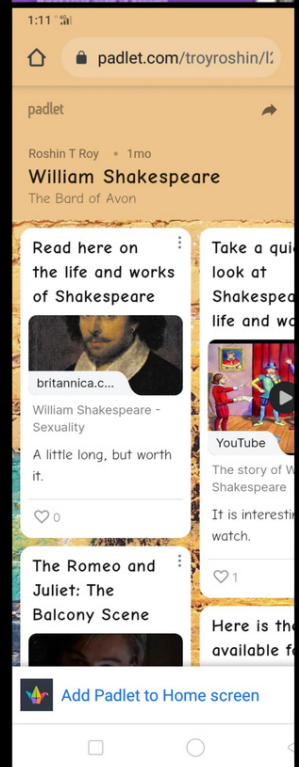 1:11
padlet.com/troyroshin/l
padlet
Roshin T Roy • 1mo
William Shakespeare
The Bard of Avon
Read here on
the life and works
of Shakespeare
britannica.c...
William Shakespeare -
Sexuality
A little long, but worth
it.
0
The Romeo and
Juliet: The
Balcony Scene
Take a qui
look at
Shakespea
life and wo
YouTube
The story of W
Shakespeare
It is interesti
watch.
1
Here is the
available fo
Add Padlet to Home screen